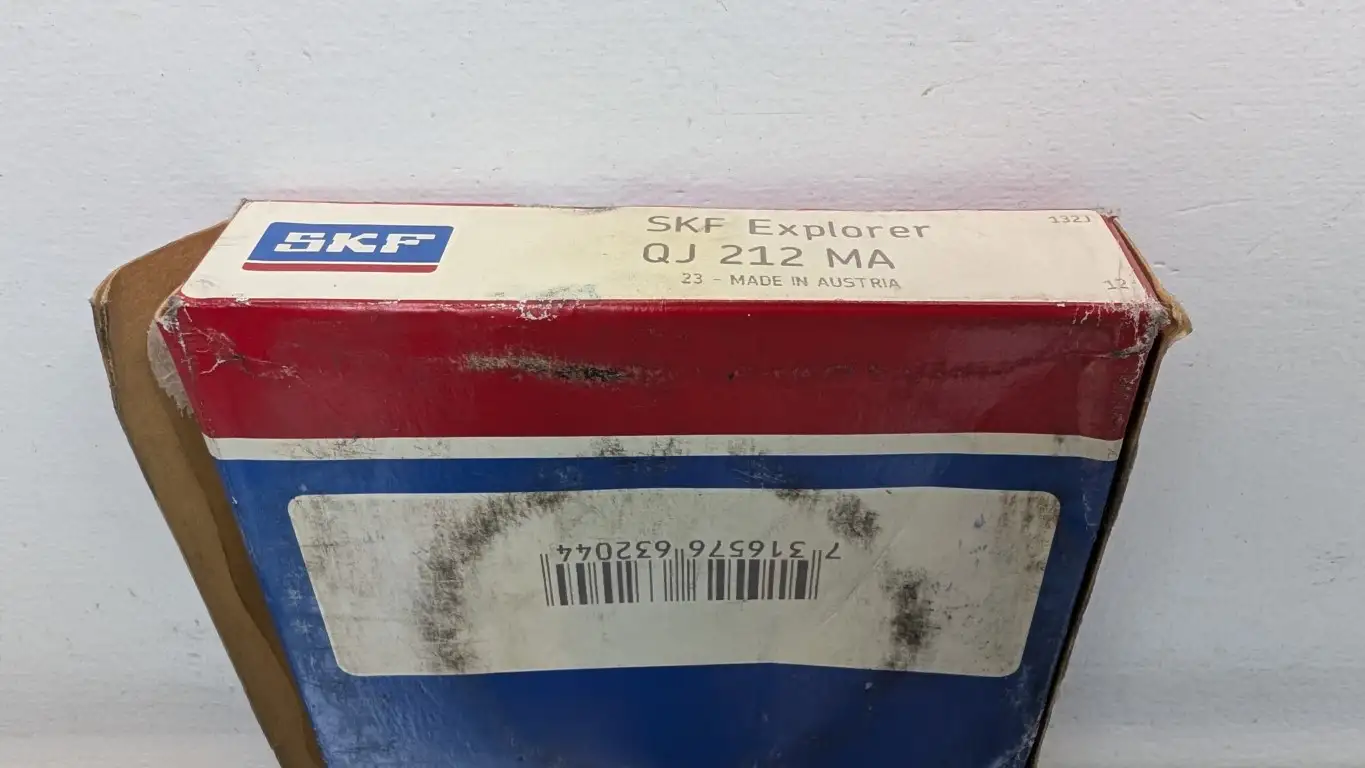 SKF
SKF Explorer
QJ 212 MA
23 - MADE IN AUSTRIA
132J
12
7 316576 632044